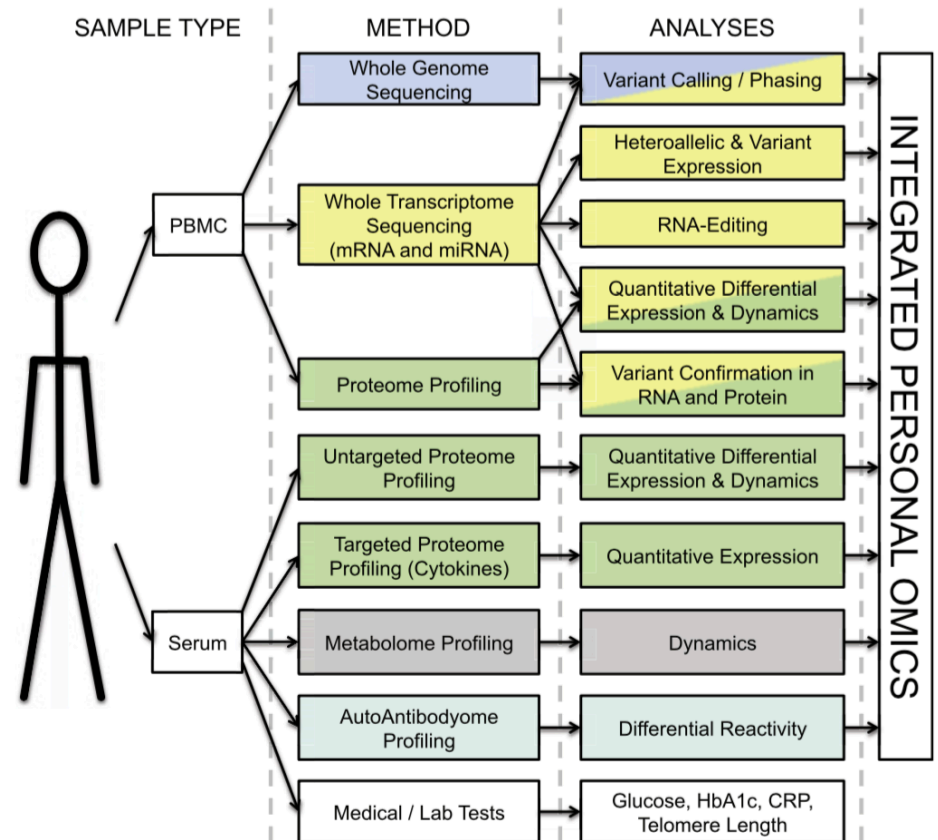 SAMPLE TYPE
METHOD
ANALYSES
PBMC
Serum
Whole Genome
Sequencing
Whole Transcriptome
Sequencing
(mRNA and miRNA)
Proteome Profiling
Untargeted Proteome
Profiling
Targeted Proteome
Profiling (Cytokines)
Metabolome Profiling
AutoAntibodyome
Profiling
Medical / Lab Tests
Variant Calling / Phasing
Heteroallelic & Variant
Expression
RNA-Editing
Quantitative Differential
Expression & Dynamics
Variant Confirmation in
RNA and Protein
Quantitative Differential
Expression & Dynamics
Quantitative Expression
Dynamics
Differential Reactivity
Glucose, HbA1c, CRP,
Telomere Length
INTEGRATED PERSONAL OMICS